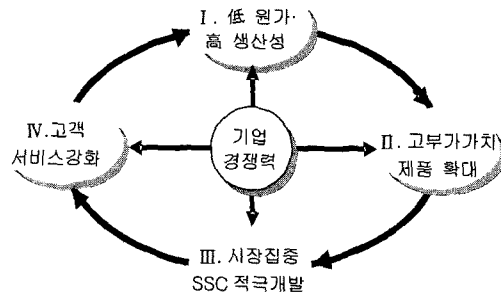 Ⅰ. 低 원가·
高 생산성
Ⅳ.고객
서비스강화
기업
경쟁력
Ⅱ. 고부가가치
제품 확대
Ⅲ. 시장집중
SSC 적극개발